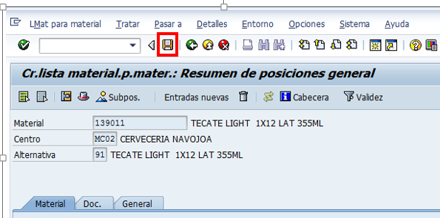 LMat para material Tratar Pasar a Detalles Entorno Opciones Sistema Ayuda
Cr.lista material.p.mater.: Resumen de posiciones general
Subpos. Entradas nuevas Cabecera Validez
Material 139011 TECATE LIGHT 1X12 LAT 355ML
Centro MC02 CERVECERIA NAVOJOA
Alternativa 91 TECATE LIGHT 1X12 LAT 355ML
Material Doc. General